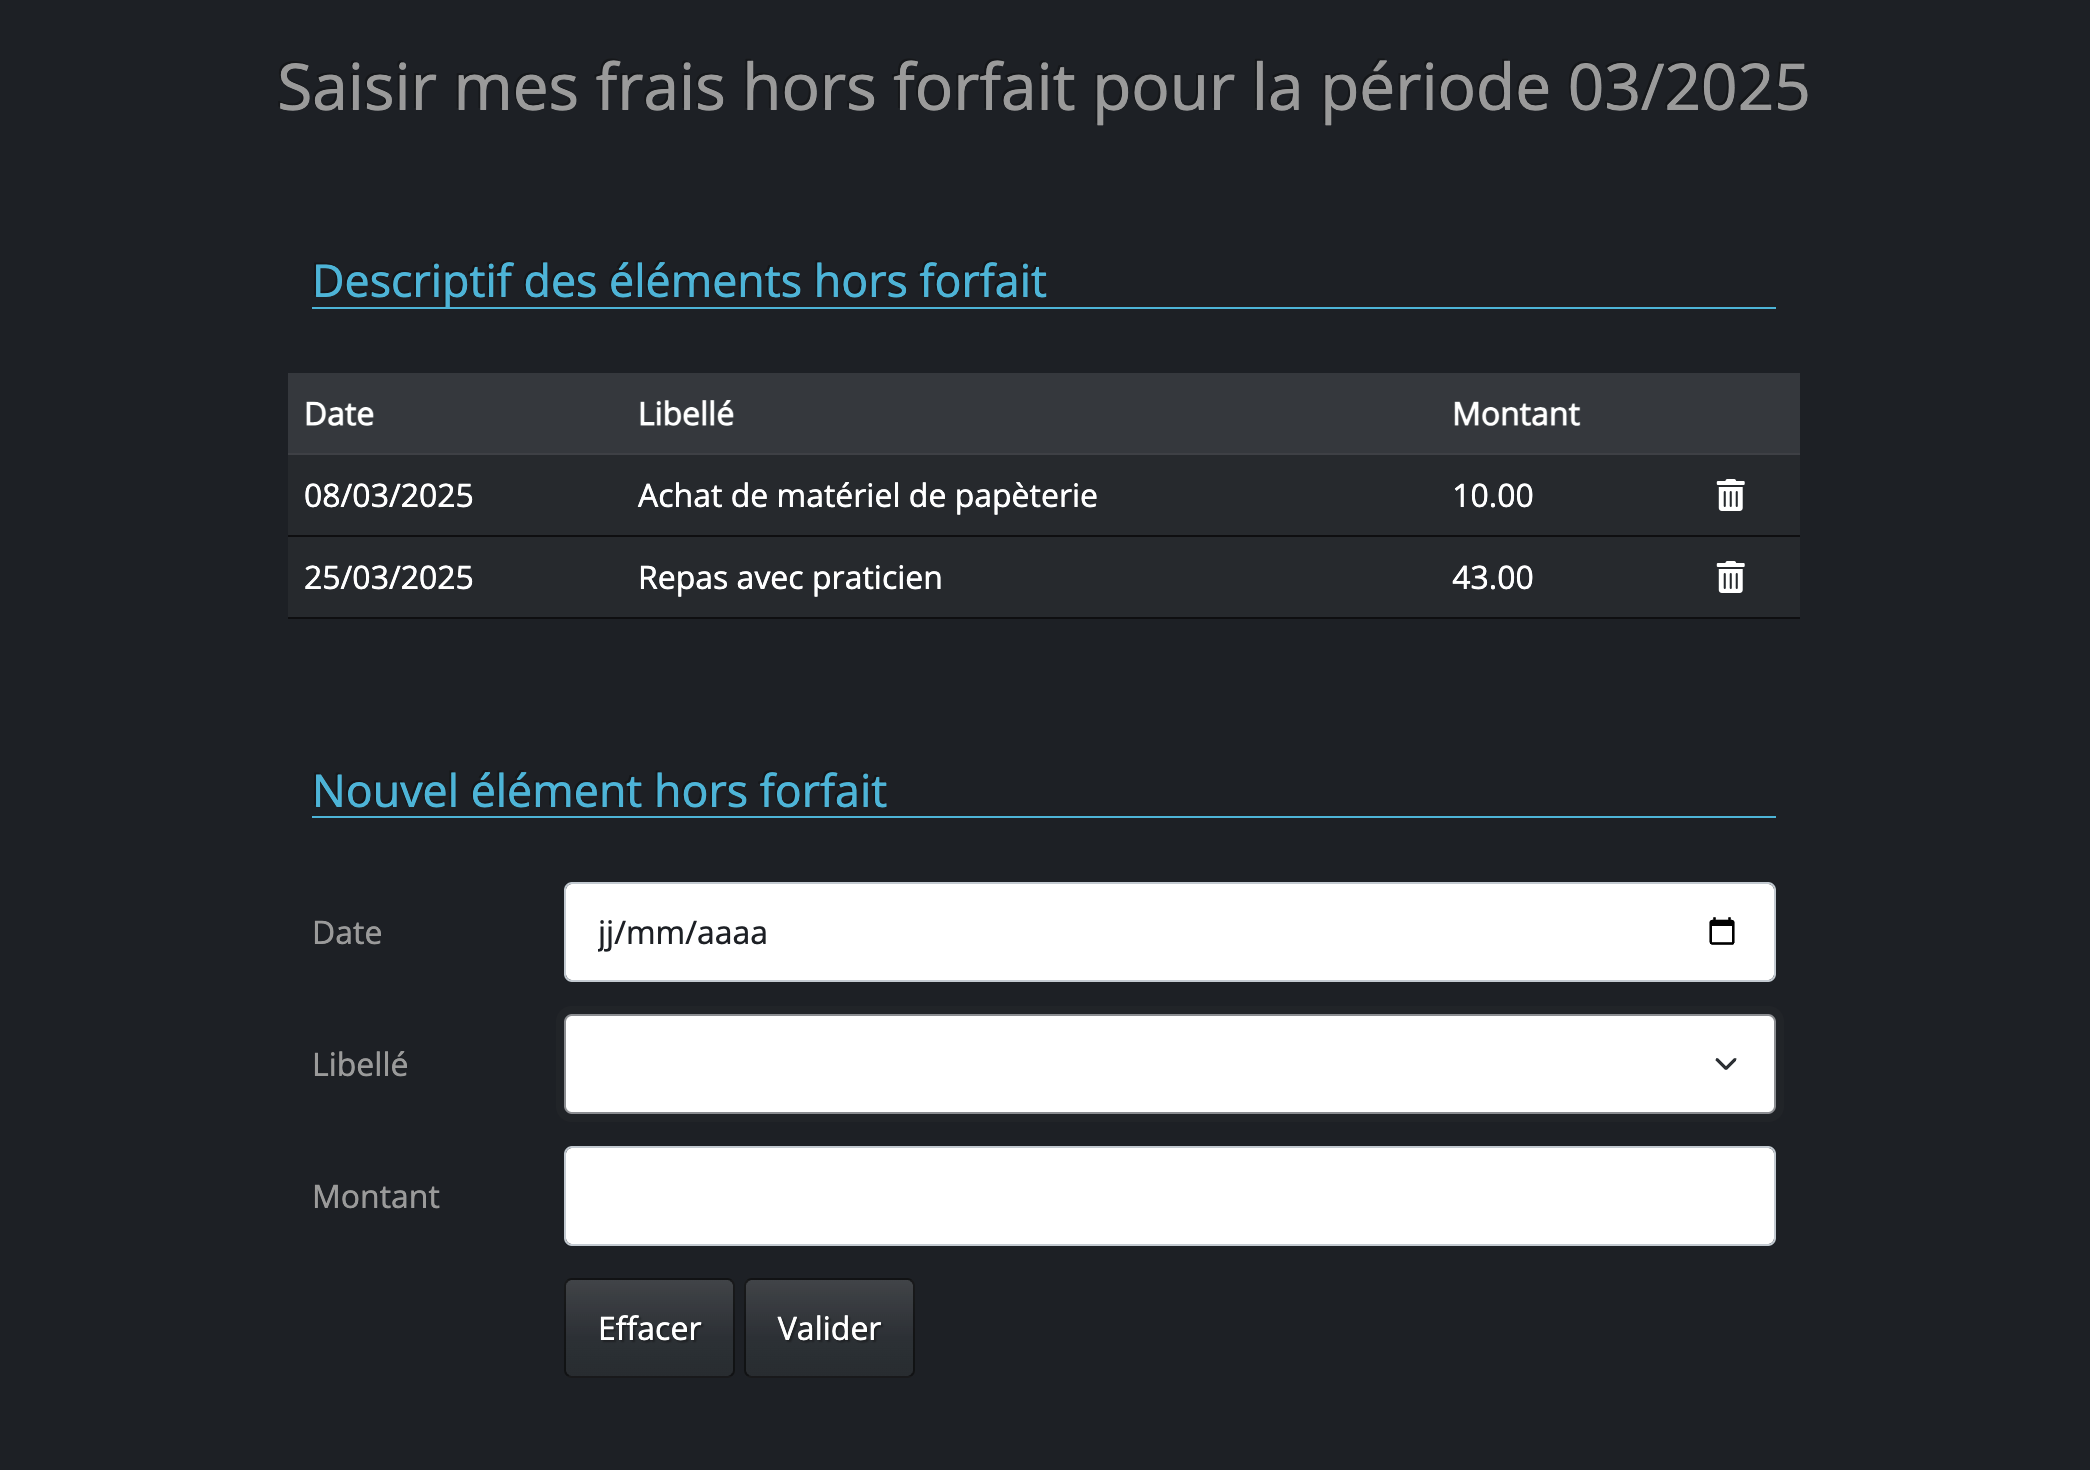 Saisir mes frais hors forfait pour la période 03/2025
Descriptif des éléments hors forfait
Date Libellé Montant
08/03/2025 Achat de matériel de papèterie 10.00
25/03/2025 Repas avec praticien 43.00
Nouvel élément hors forfait
Date jj/mm/aaaa
Libellé
Montant
Effacer Valider